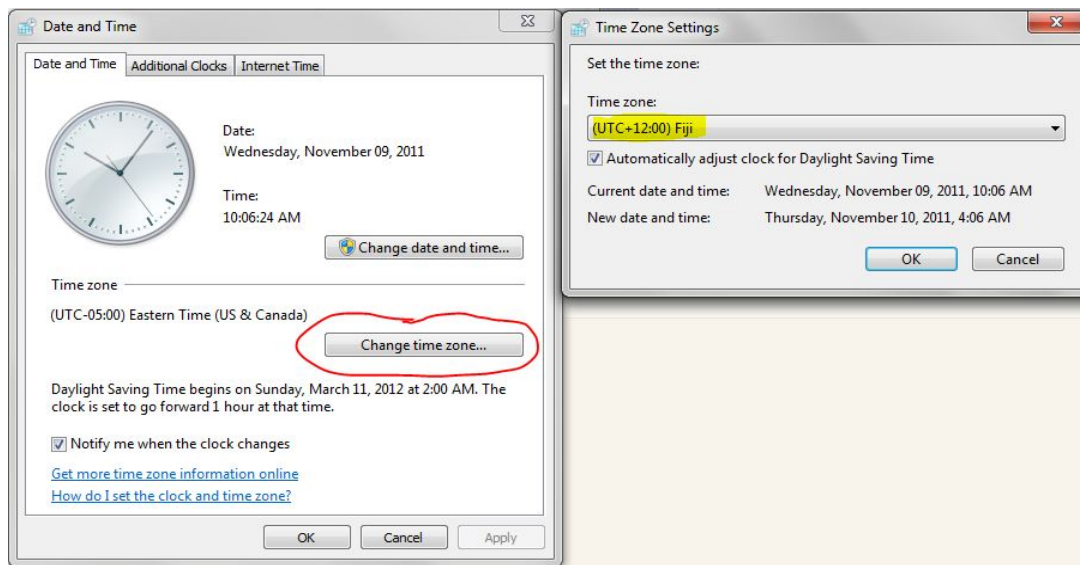 Date and Time
Date and Time
Additional Clocks
Internet Time
Date:
Wednesday, November 09, 2011
Time:
10:06:24 AM
Change date and time...
Time zone
(UTC-05:00) Eastern Time (US & Canada)
Change time zone...
Daylight Saving Time begins on Sunday, March 11, 2012 at 2:00 AM. The
clock is set to go forward 1 hour at that time.
Notify me when the clock changes
Get more time zone information online
How do I set the clock and time zone?
OK
Cancel
Apply
Time Zone Settings
Set the time zone:
Time zone:
(UTC+12:00) Fiji
Automatically adjust clock for Daylight Saving Time
Current date and time: Wednesday, November 09, 2011, 10:06 AM
New date and time: Thursday, November 10, 2011, 4:06 AM
OK
Cancel